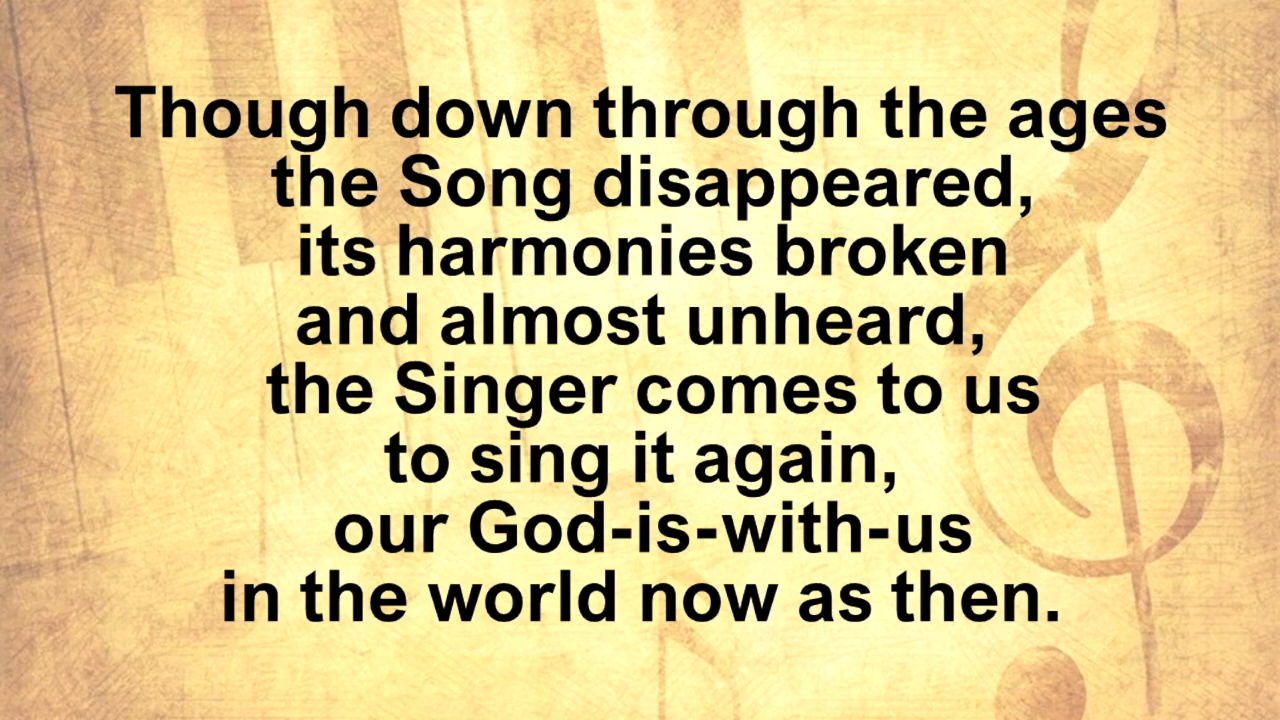 Though down through the ages
the Song disappeared,
its harmonies broken
and almost unheard,
the Singer comes to us
to sing it again,
our God-is-with-us
in the world now as then.